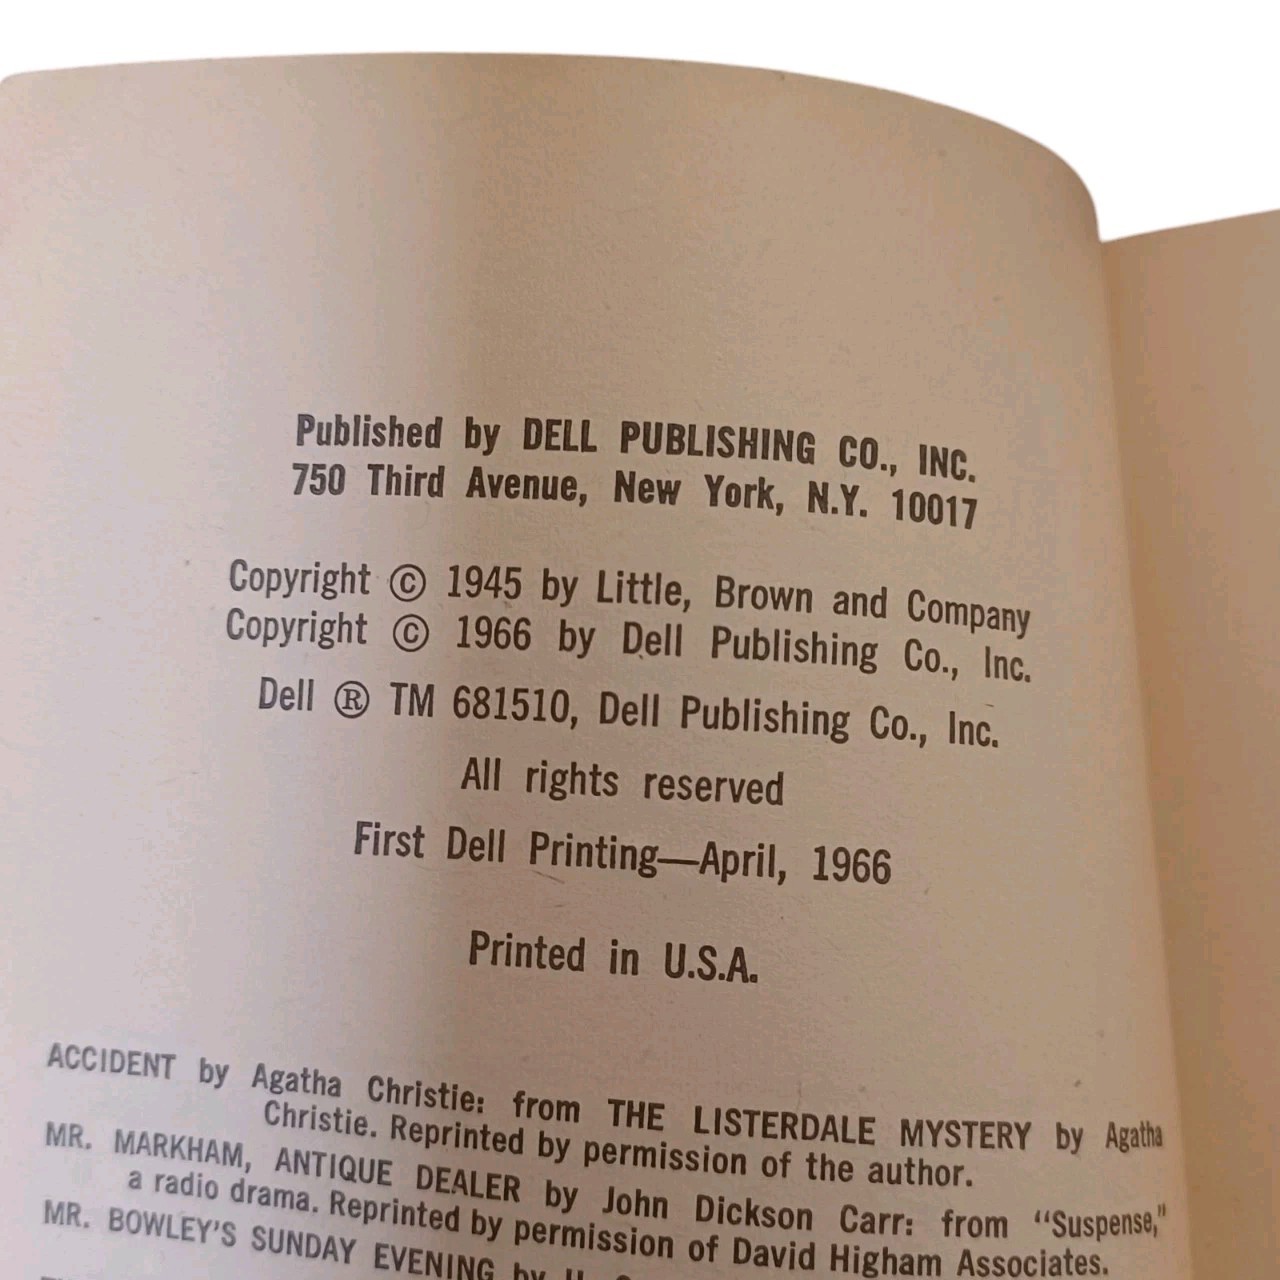 Published by DELL PUBLISHING CO., INC.
750 Third Avenue, New York, N.Y. 10017
Copyright © 1945 by Little, Brown and Company
Copyright © 1966 by Dell Publishing Co., Inc.
Dell ® TM 681510, Dell Publishing Co., Inc.
All rights reserved
First Dell Printing—April, 1966
Printed in U.S.A.
ACCIDENT by Agatha Christie: from THE LISTERDALE MYSTERY by Agatha
Christie. Reprinted by permission of the author.
MR. MARKHAM, ANTIQUE DEALER by John Dickson Carr: from “Suspense,”
a radio drama. Reprinted by permission of David Higham Associates.
MR. BOWLEY'S SUNDAY EVENING by